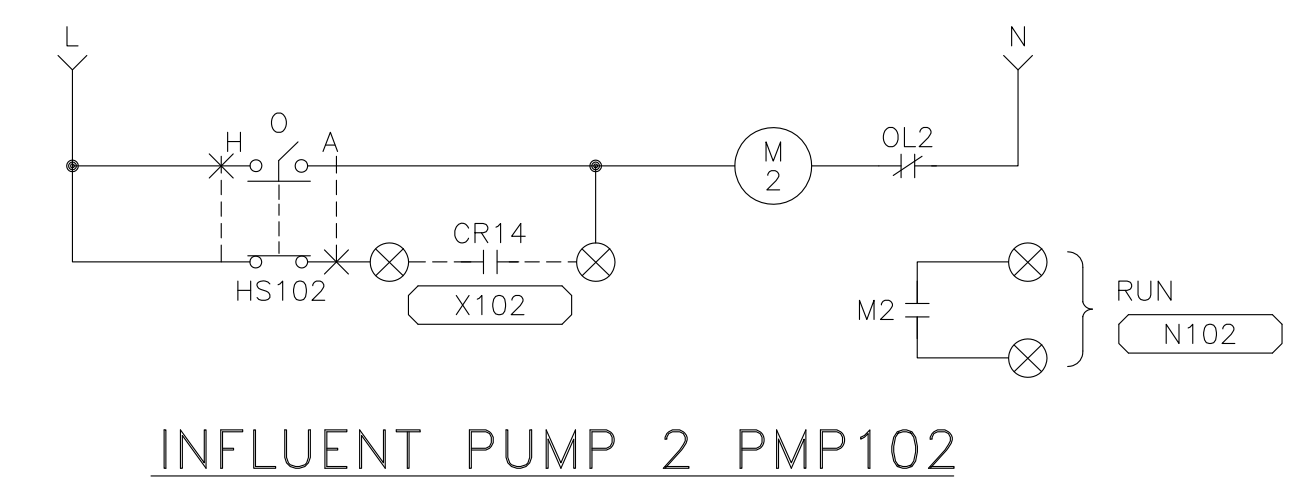 L
N
H
O
A
M
2
OL2
CR14
HS102
X102
M2
RUN
N102
INFLUENT PUMP 2 PMP102